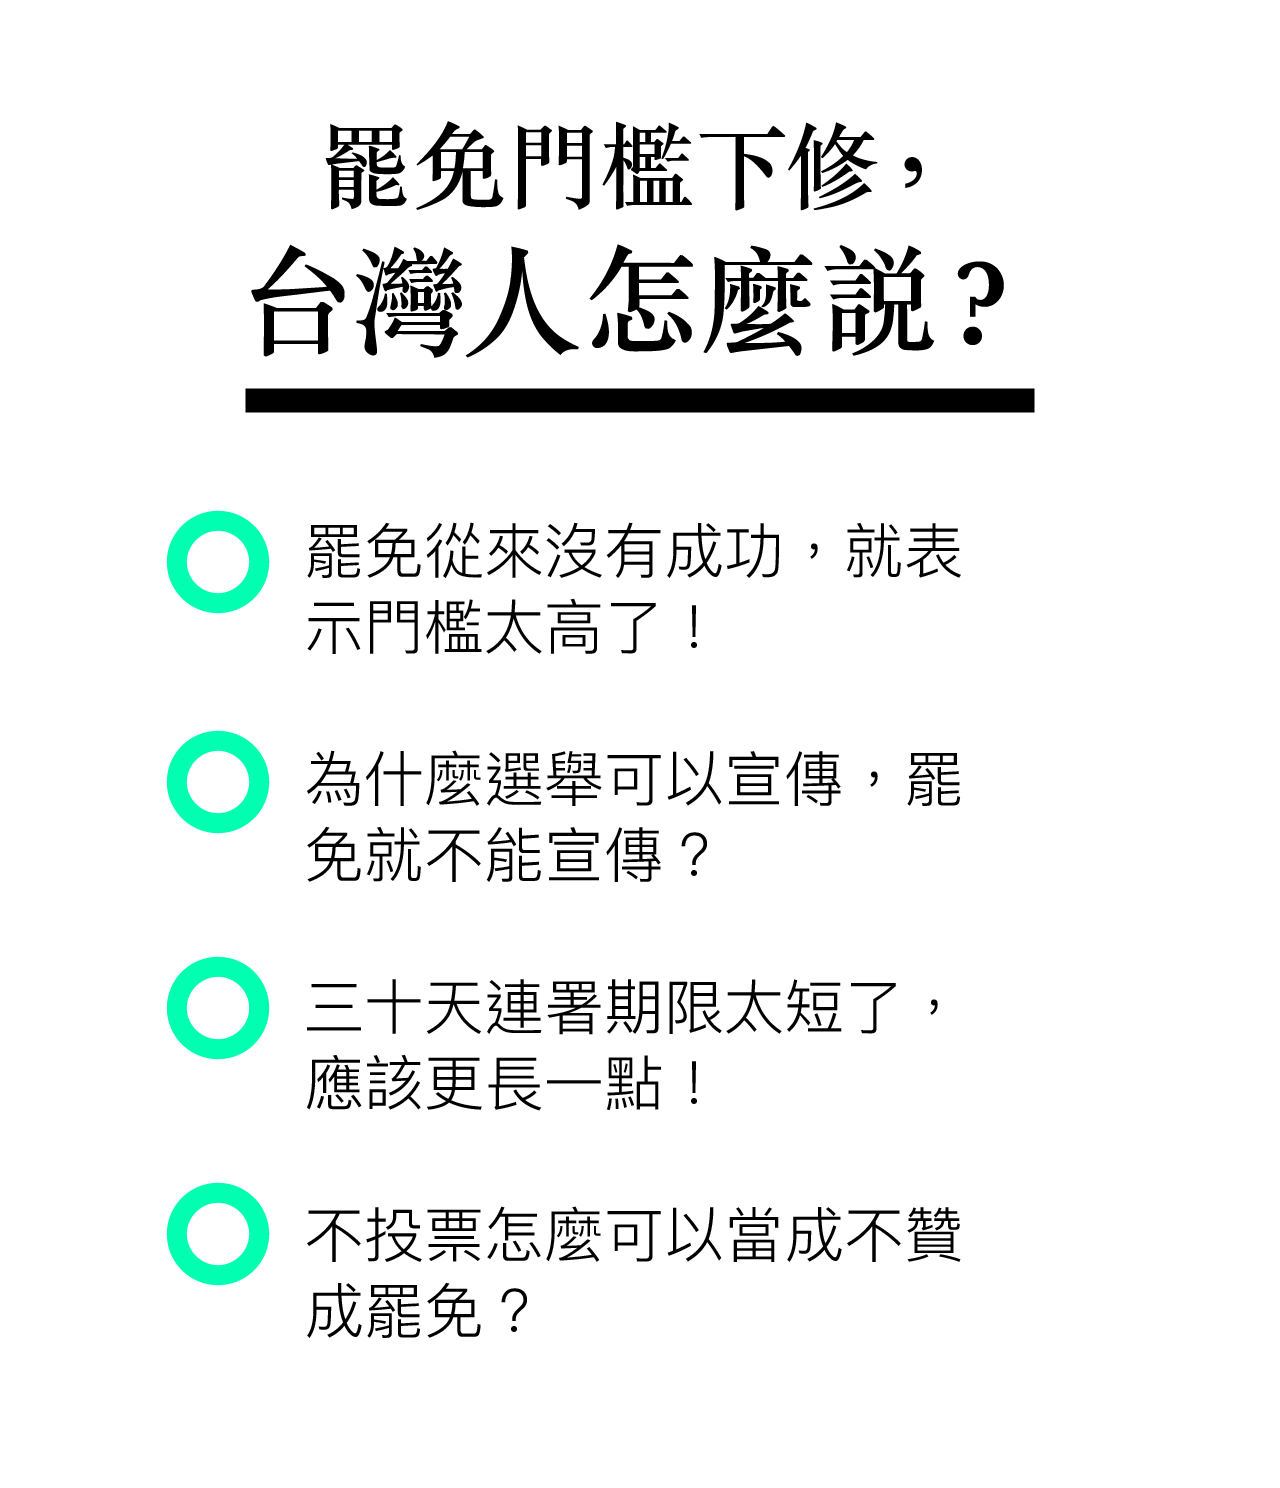 罷免門檻下修，
台灣人怎麼說？
罷免從來沒有成功，就表
示門檻太高了！
為什麼選舉可以宣傳，罷
免就不能宣傳？
三十天連署期限太短了，
應該更長一點！
不投票怎麼可以當成不贊
成罷免？